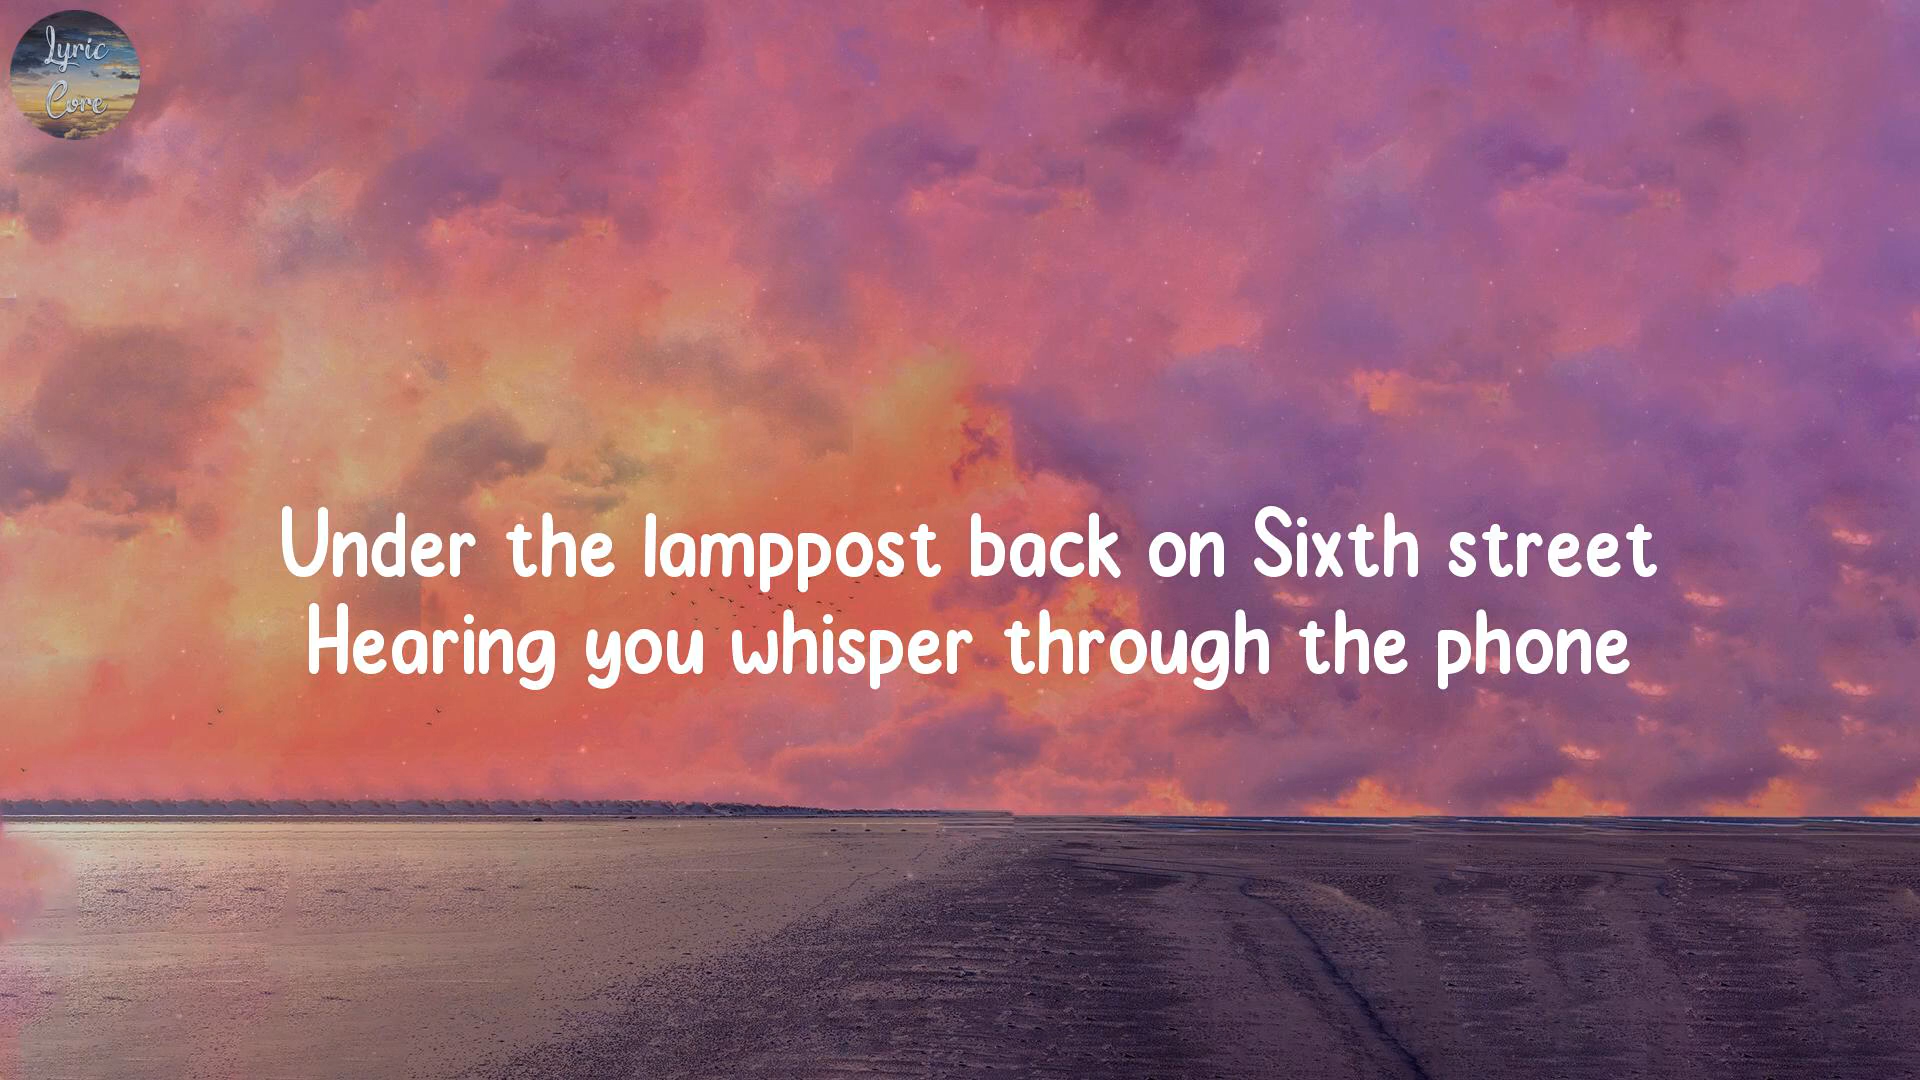 Lyric
Core
Under the lamppost back on Sixth street
Hearing you whisper through the phone